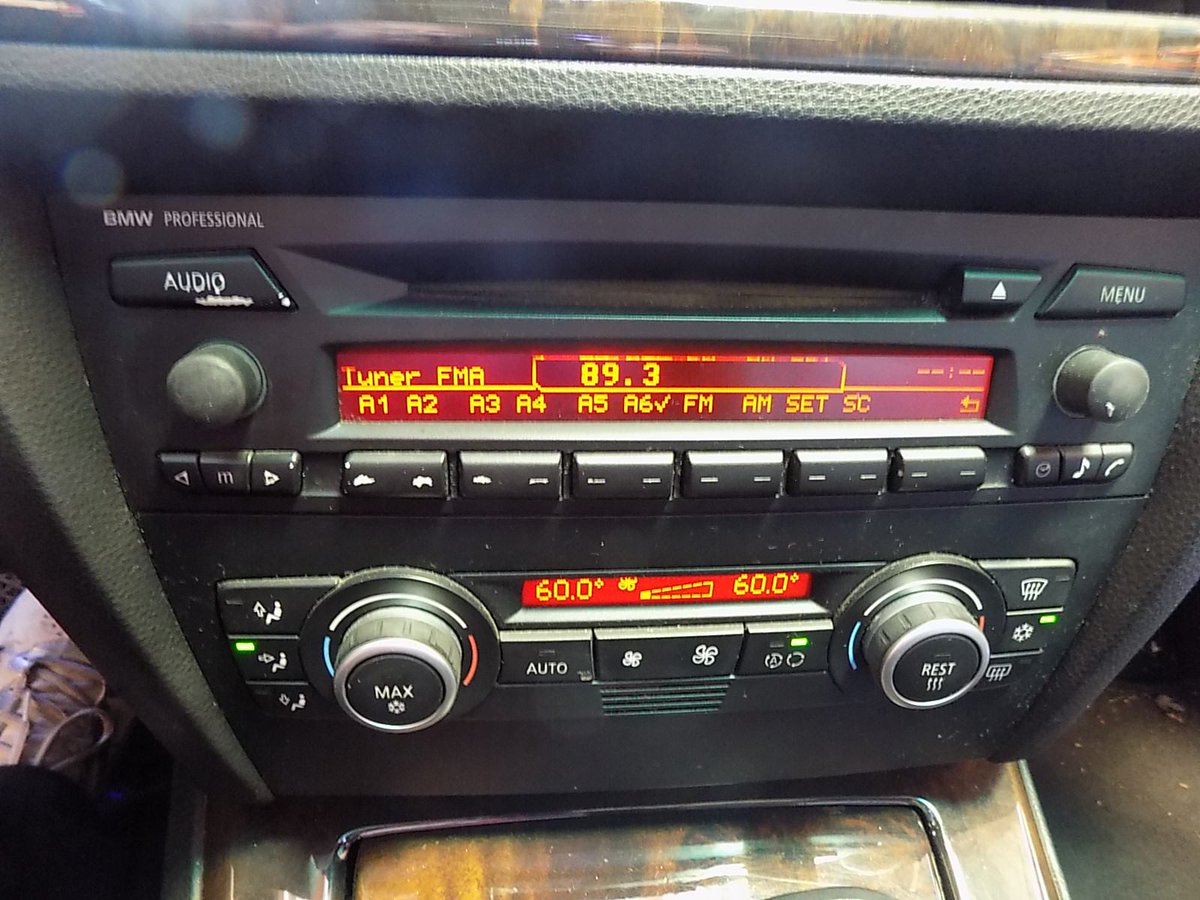 BMW PROFESSIONAL
AUDIO
MENU
Tuner FMA 89.3 --:--
A1 A2 A3 A4 A5 A6✓ FM AM SET SC
m
60.0° 60.0°
AUTO
A
MAX
REST